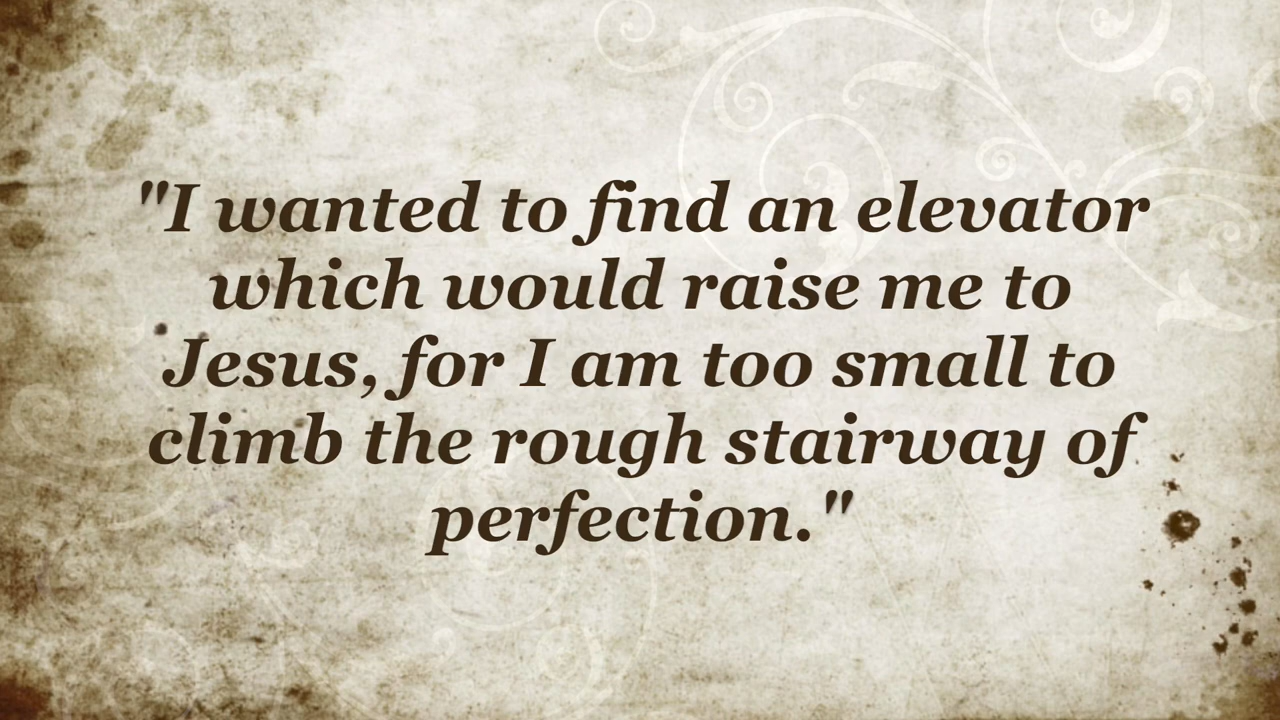 "I wanted to find an elevator
which would raise me to
Jesus, for I am too small to
climb the rough stairway of
perfection."